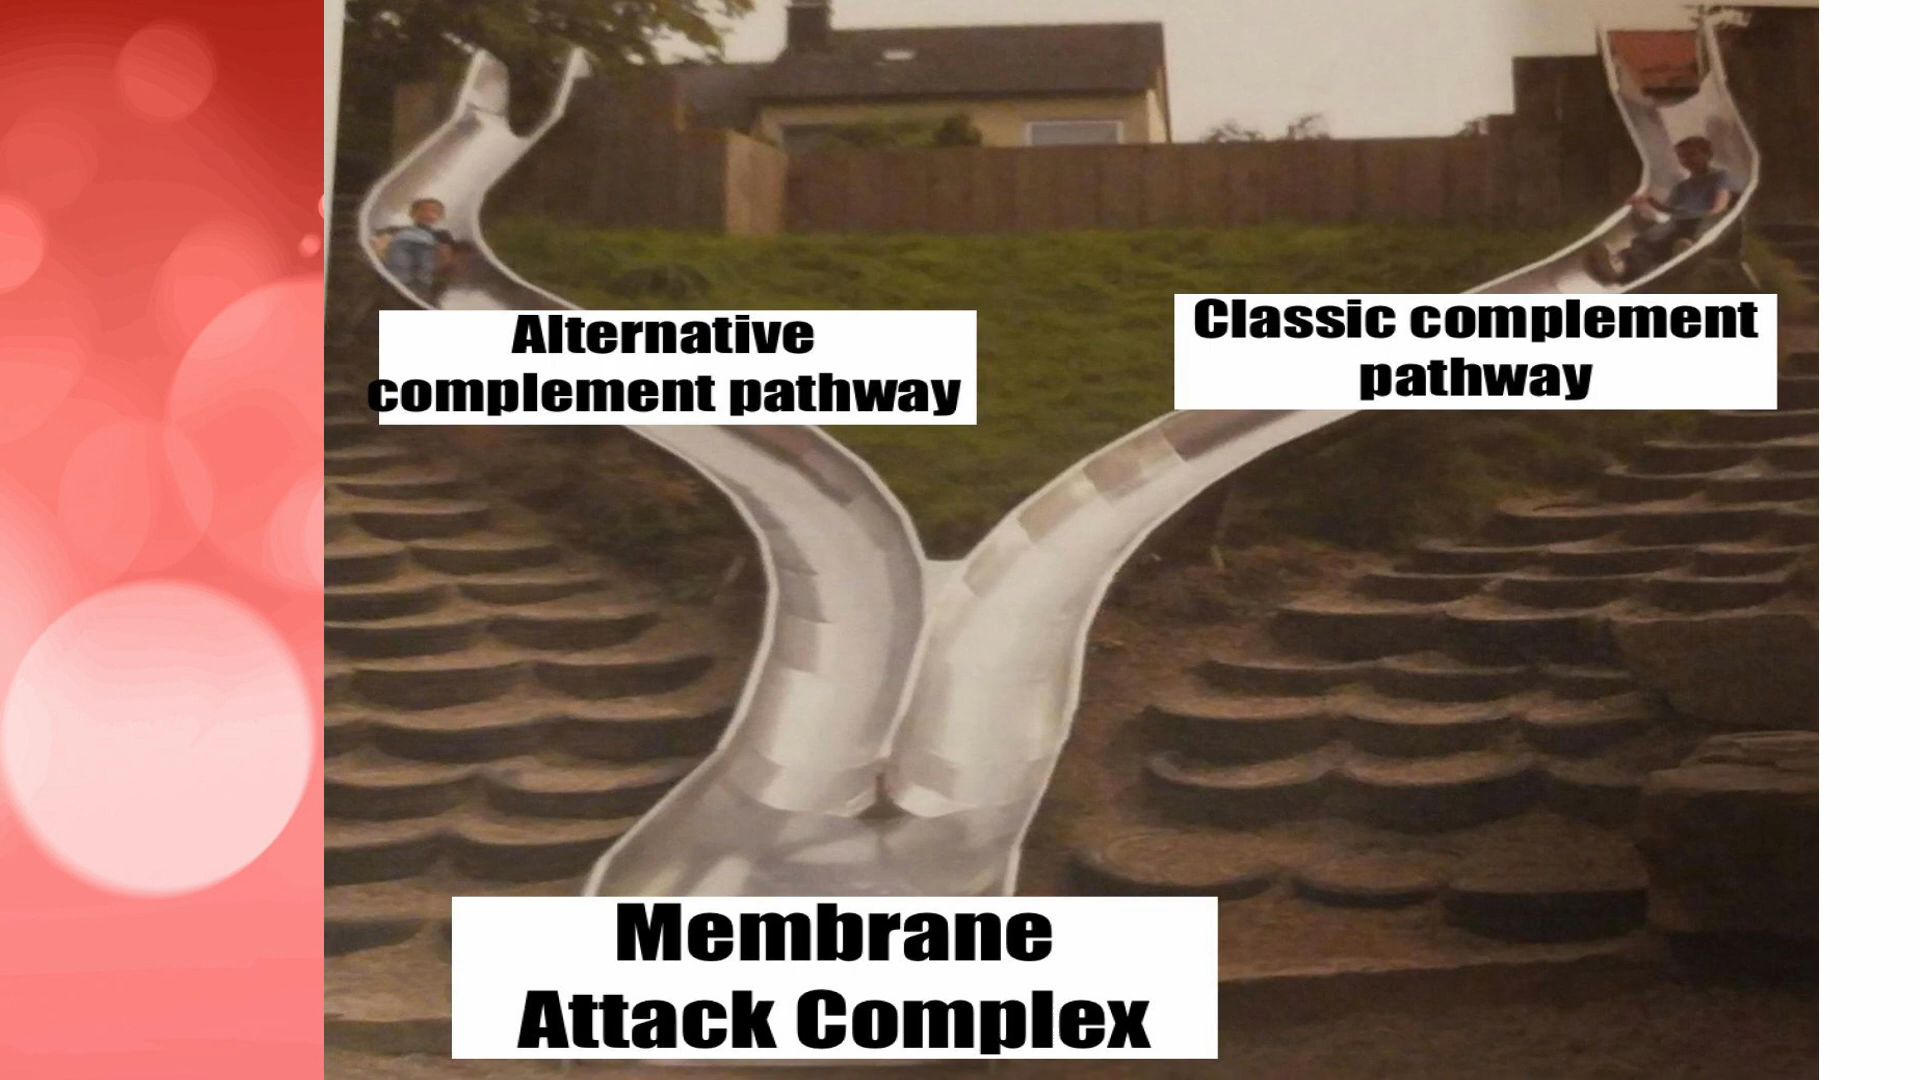 Alternative
complement pathway
Classic complement
pathway
Membrane
Attack Complex